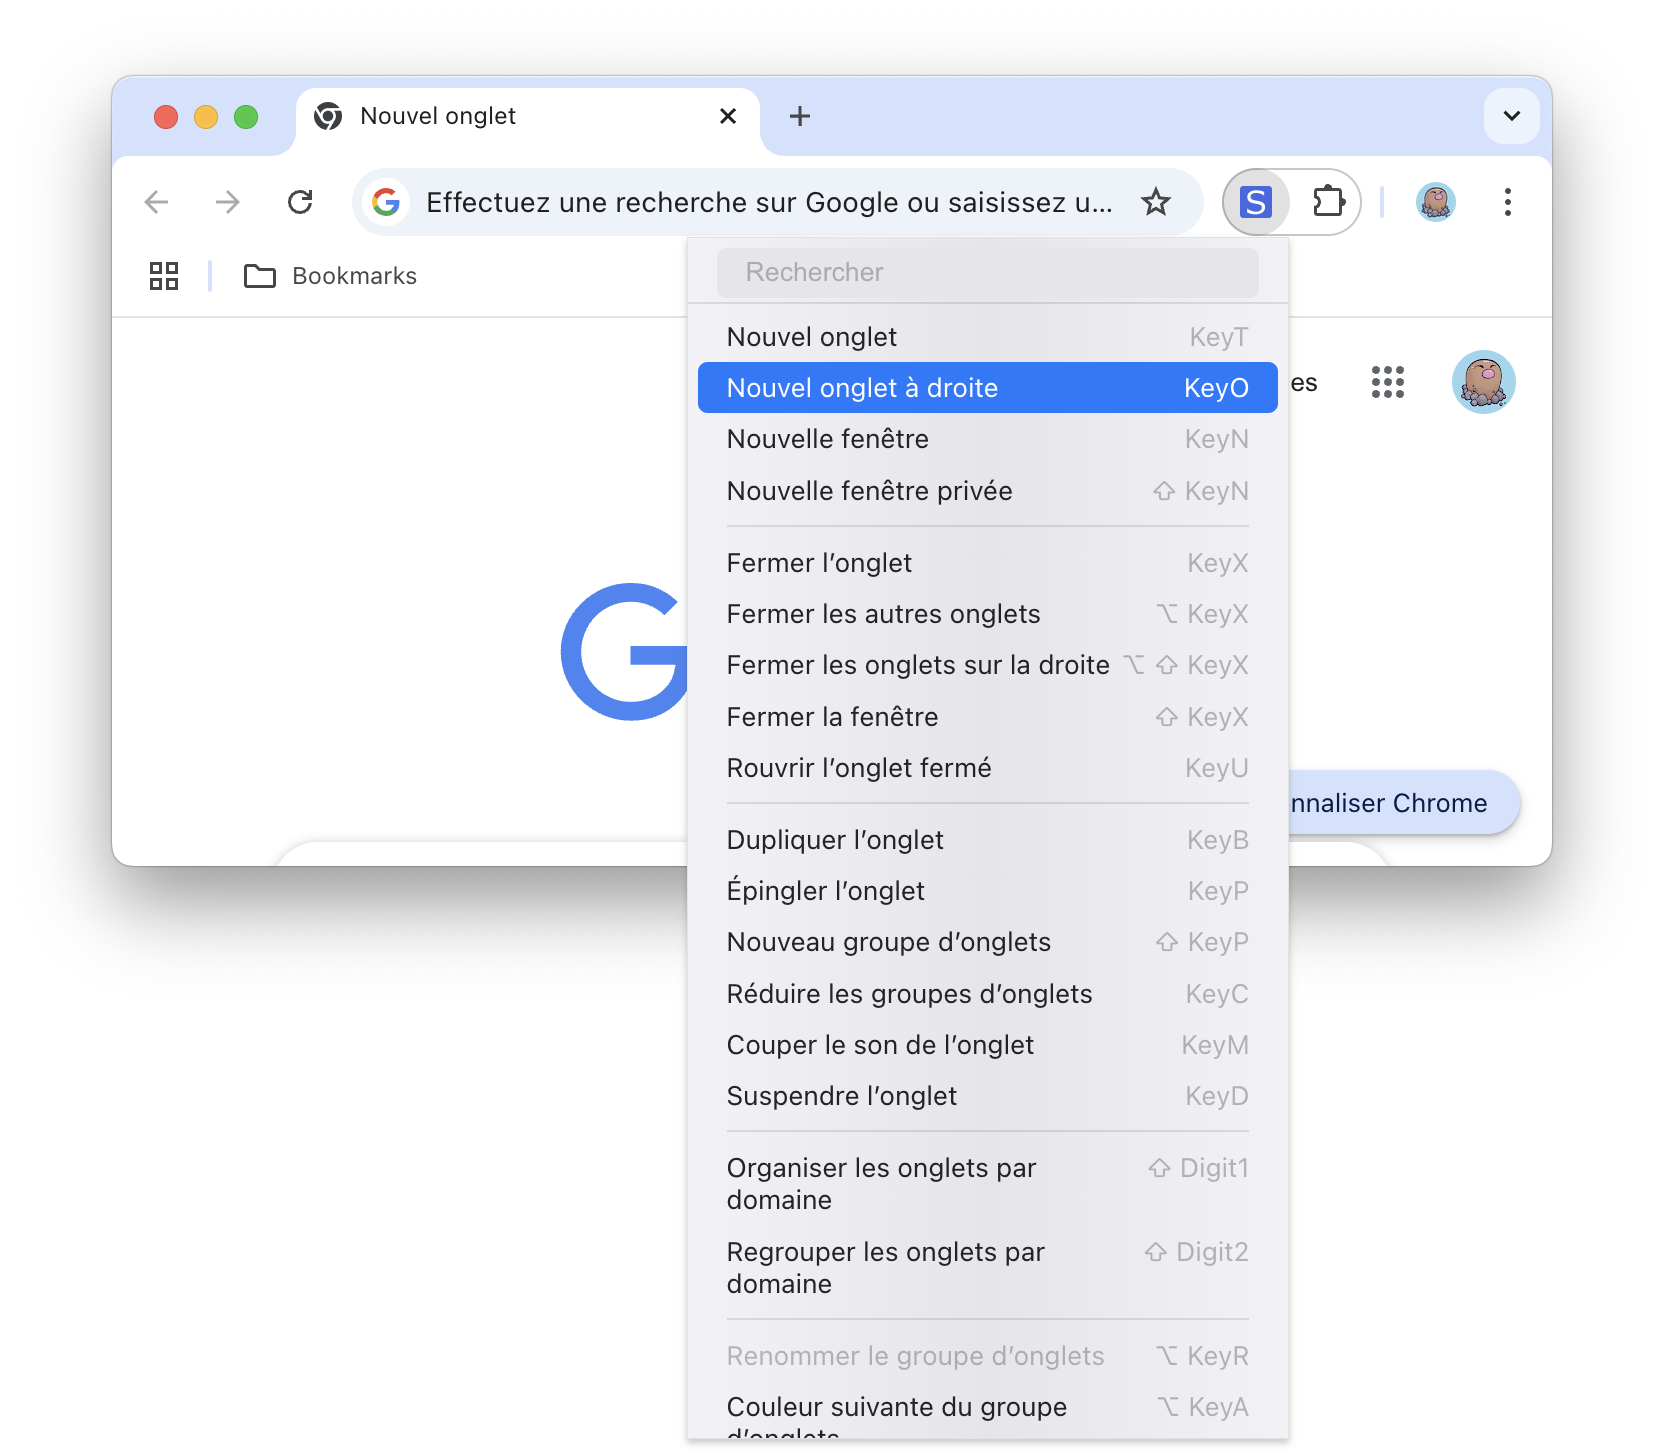 Nouvel onglet
Effectuez une recherche sur Google ou saisissez u...
S
Bookmarks
Rechercher
Nouvel onglet KeyT
Nouvel onglet à droite KeyO
es
Nouvelle fenêtre KeyN
Nouvelle fenêtre privée ⇧ KeyN
Fermer l’onglet KeyX
Fermer les autres onglets ⌥ KeyX
Fermer les onglets sur la droite ⌥ ⇧ KeyX
Fermer la fenêtre ⇧ KeyX
Rouvrir l’onglet fermé KeyU
nnaliser Chrome
Dupliquer l’onglet KeyB
Épingler l’onglet KeyP
Nouveau groupe d’onglets ⇧ KeyP
Réduire les groupes d’onglets KeyC
Couper le son de l’onglet KeyM
Suspendre l’onglet KeyD
Organiser les onglets par ⇧ Digit1
domaine
Regrouper les onglets par ⇧ Digit2
domaine
Renommer le groupe d’onglets ⌥ KeyR
Couleur suivante du groupe ⌥ KeyA
d’onglets